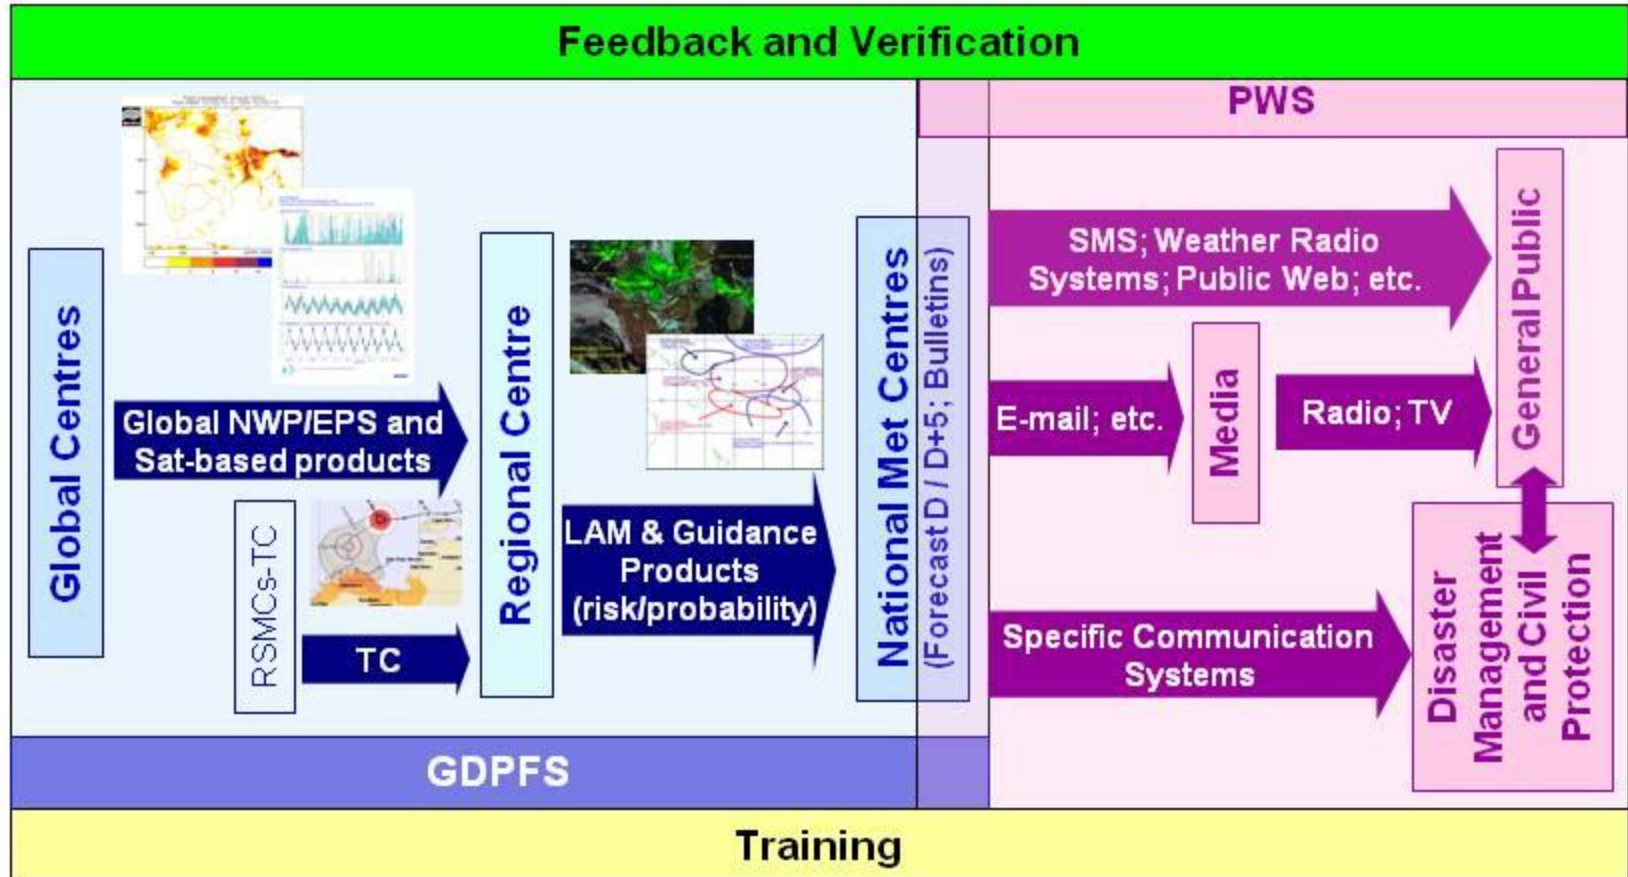 Feedback and Verification
PWS
Global Centres
Global NWP/EPS and
Sat-based products
RSMCs-TC
TC
Regional Centre
LAM & Guidance
Products
(risk/probability)
National Met Centres
(Forecast D / D+5; Bulletins)
SMS; Weather Radio
Systems; Public Web; etc.
E-mail; etc.
Media
Radio; TV
General Public
Specific Communication
Systems
Disaster
Management
and Civil
Protection
GDPFS
Training